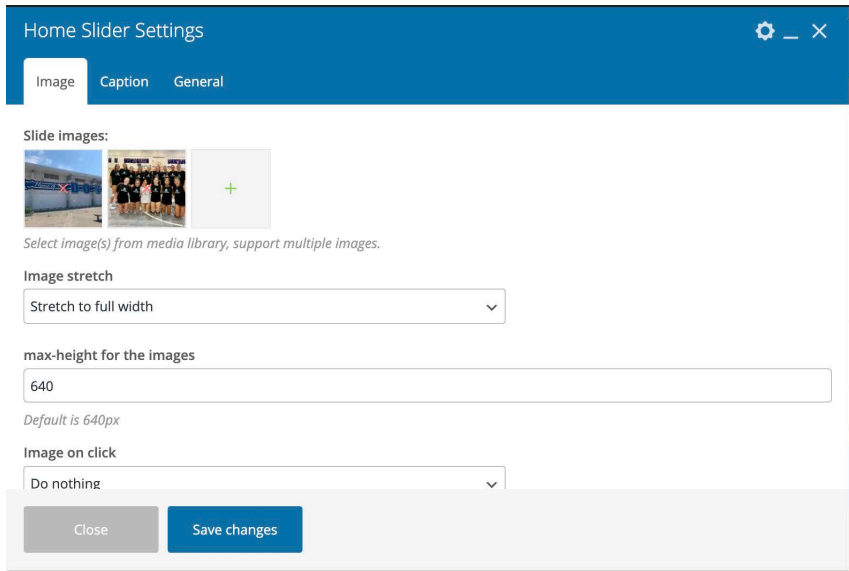 Home Slider Settings
Image
Caption
General
Slide images:
+
Select image(s) from media library, support multiple images.
Image stretch
Stretch to full width
max-height for the images
640
Default is 640px
Image on click
Do nothing
Close
Save changes